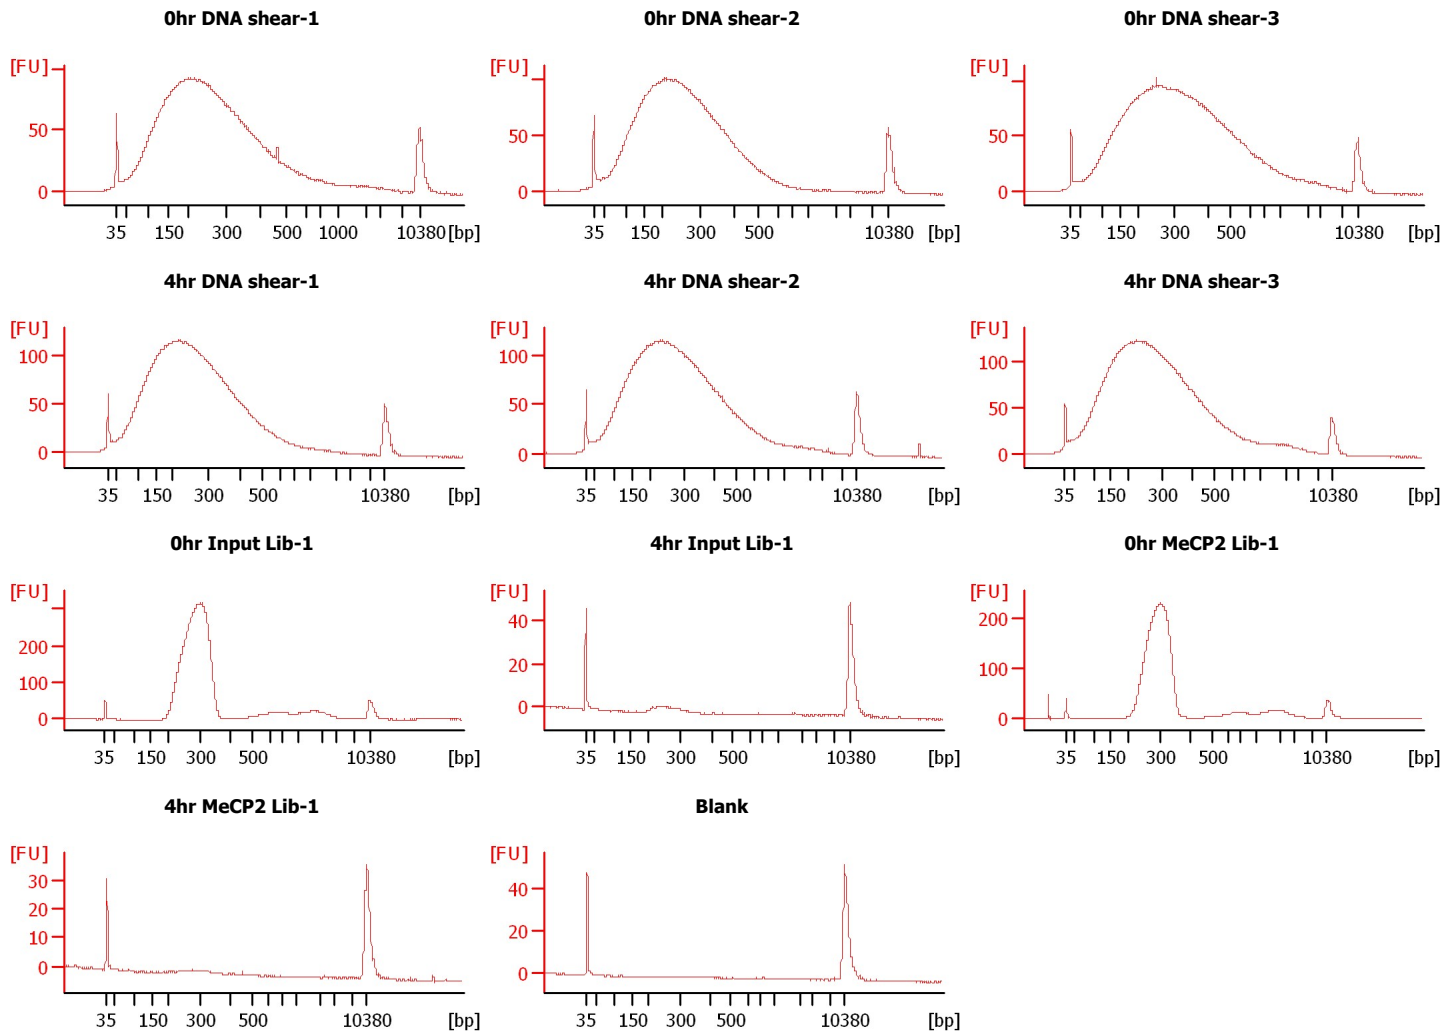 0hr DNA shear-1
[FU]
50
0
35 150 300 500 1000 10380 [bp]
0hr DNA shear-2
[FU]
50
0
35 150 300 500 10380 [bp]
0hr DNA shear-3
[FU]
50
0
35 150 300 500 10380 [bp]
4hr DNA shear-1
[FU]
100
50
0
35 150 300 500 10380 [bp]
4hr DNA shear-2
[FU]
100
50
0
35 150 300 500 10380 [bp]
4hr DNA shear-3
[FU]
100
50
0
35 150 300 500 10380 [bp]
0hr Input Lib-1
[FU]
200
100
0
35 150 300 500 10380 [bp]
4hr Input Lib-1
[FU]
40
20
0
35 150 300 500 10380 [bp]
0hr MeCP2 Lib-1
[FU]
200
100
0
35 150 300 500 10380 [bp]
4hr MeCP2 Lib-1
[FU]
30
20
10
0
35 150 300 500 10380 [bp]
Blank
[FU]
40
20
0
35 150 300 500 10380 [bp]